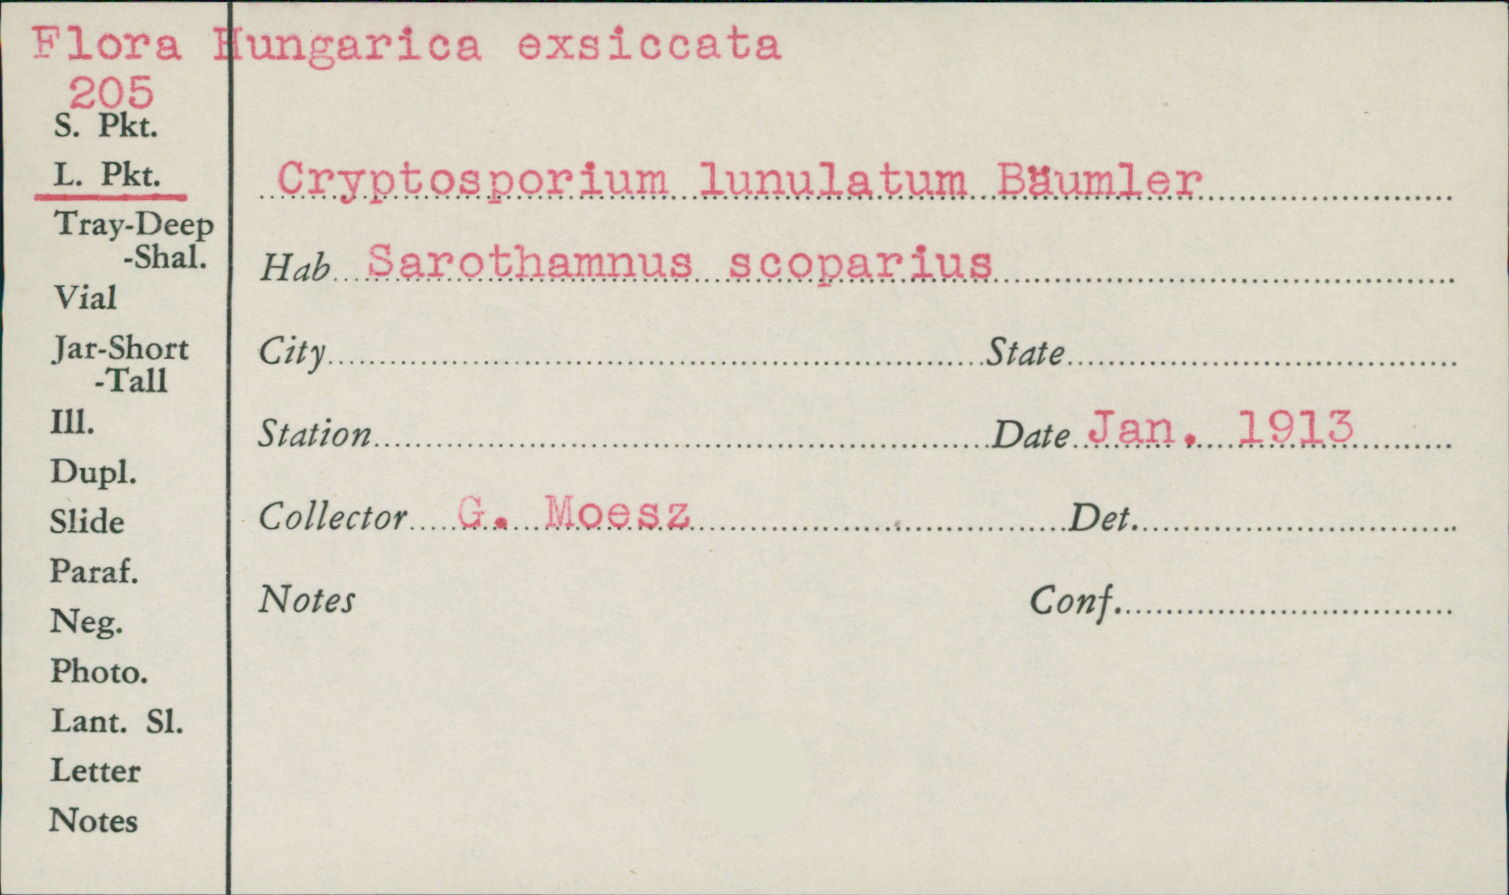 Flora Hungarica exsiccata
205
S. Pkt.
L. Pkt.
Tray-Deep
-Shal.
Vial
Jar-Short
-Tall
Ill.
Dupl.
Slide
Paraf.
Neg.
Photo.
Lant. Sl.
Letter
Notes
Cryptosporium lunulatum Bäumler
Hab Sarothamnus scoparius
City State
Station Date Jan. 1913
Collector G. Moesz Det.
Notes Conf.